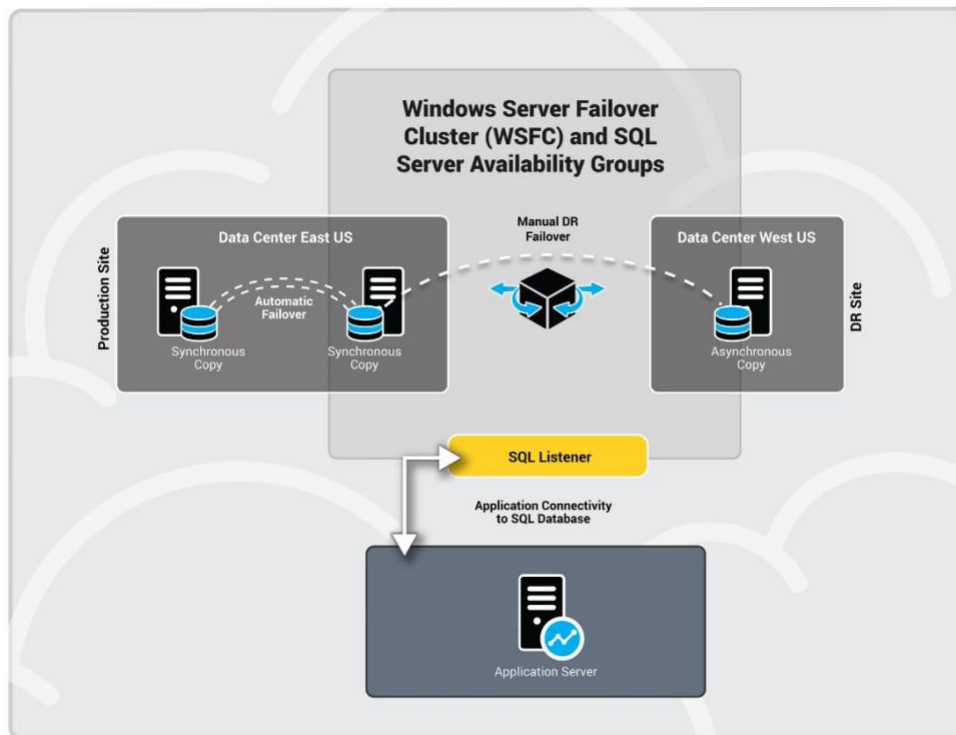 Windows Server Failover
Cluster (WSFC) and SQL
Server Availability Groups
Production Site
Data Center East US
Automatic
Failover
Synchronous
Copy
Synchronous
Copy
Manual DR
Failover
Data Center West US
Asynchronous
Copy
DR Site
SQL Listener
Application Connectivity
to SQL Database
Application Server